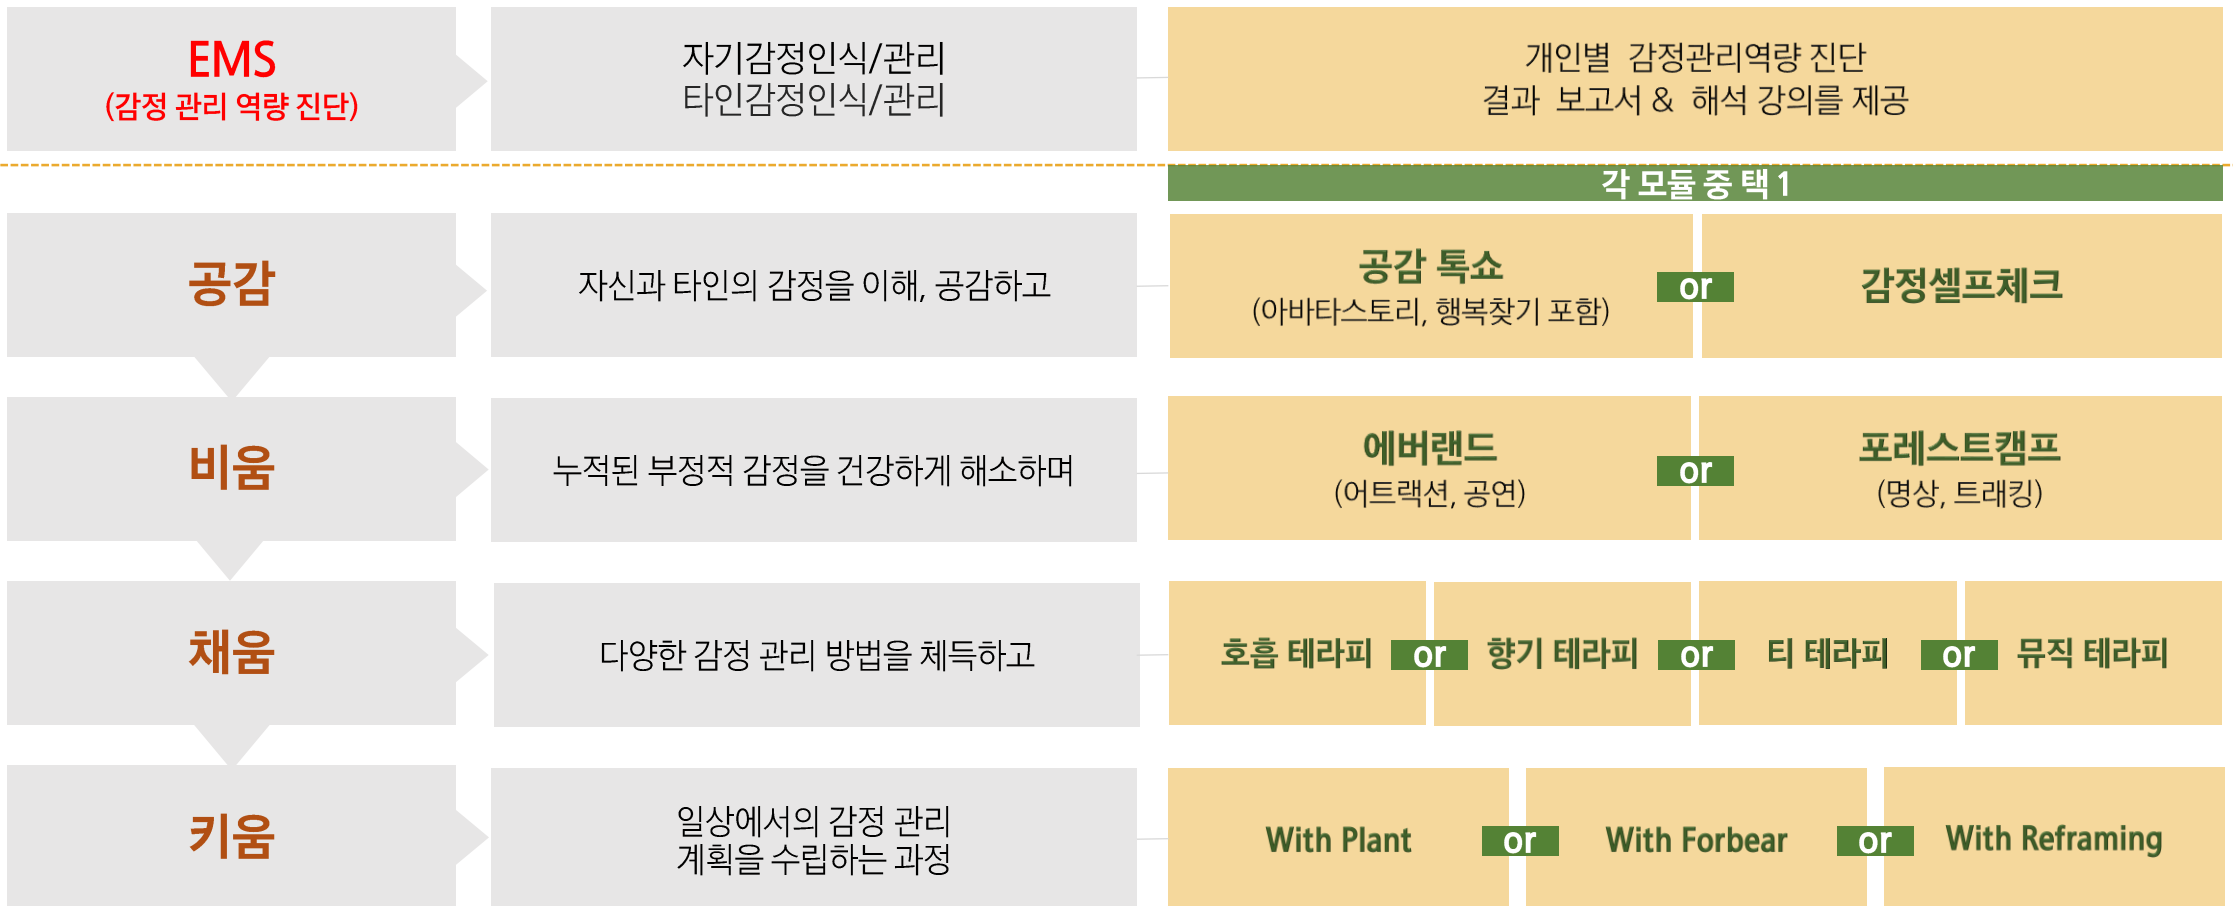 EMS
(감정 관리 역량 진단)
자기감정인식/관리
타인감정인식/관리
개인별 감정관리역량 진단
결과 보고서 & 해석 강의를 제공
각 모듈 중 택 1
공감
자신과 타인의 감정을 이해, 공감하고
공감 톡쇼
(아바타스토리, 행복찾기 포함)
or
감정셀프체크
비움
누적된 부정적 감정을 건강하게 해소하며
에버랜드
(어트랙션, 공연)
or
포레스트캠프
(명상, 트래킹)
채움
다양한 감정 관리 방법을 체득하고
호흡 테라피
or
향기 테라피
or
티 테라피
or
뮤직 테라피
키움
일상에서의 감정 관리
계획을 수립하는 과정
With Plant
or
With Forbear
or
With Reframing